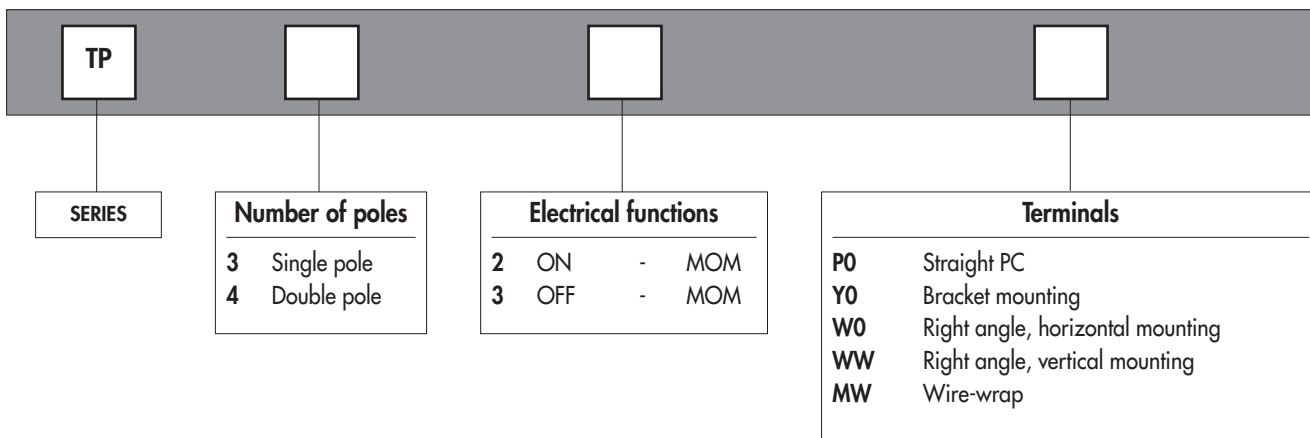 TP
SERIES
Number of poles
3 Single pole
4 Double pole
Electrical functions
2 ON - MOM
3 OFF - MOM
Terminals
P0 Straight PC
Y0 Bracket mounting
W0 Right angle, horizontal mounting
WW Right angle, vertical mounting
MW Wire-wrap